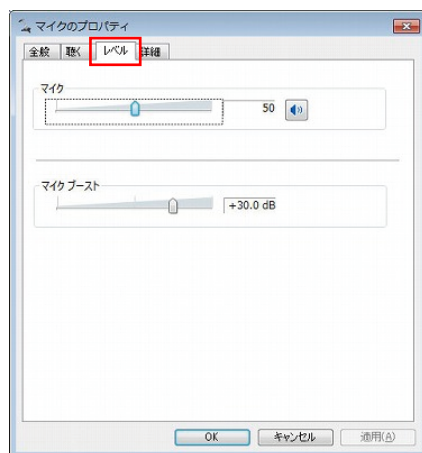 マイクのプロパティ
全般 聴く レベル 詳細
マイク
50
マイク ブースト
+30.0 dB
OK キャンセル 適用(A)